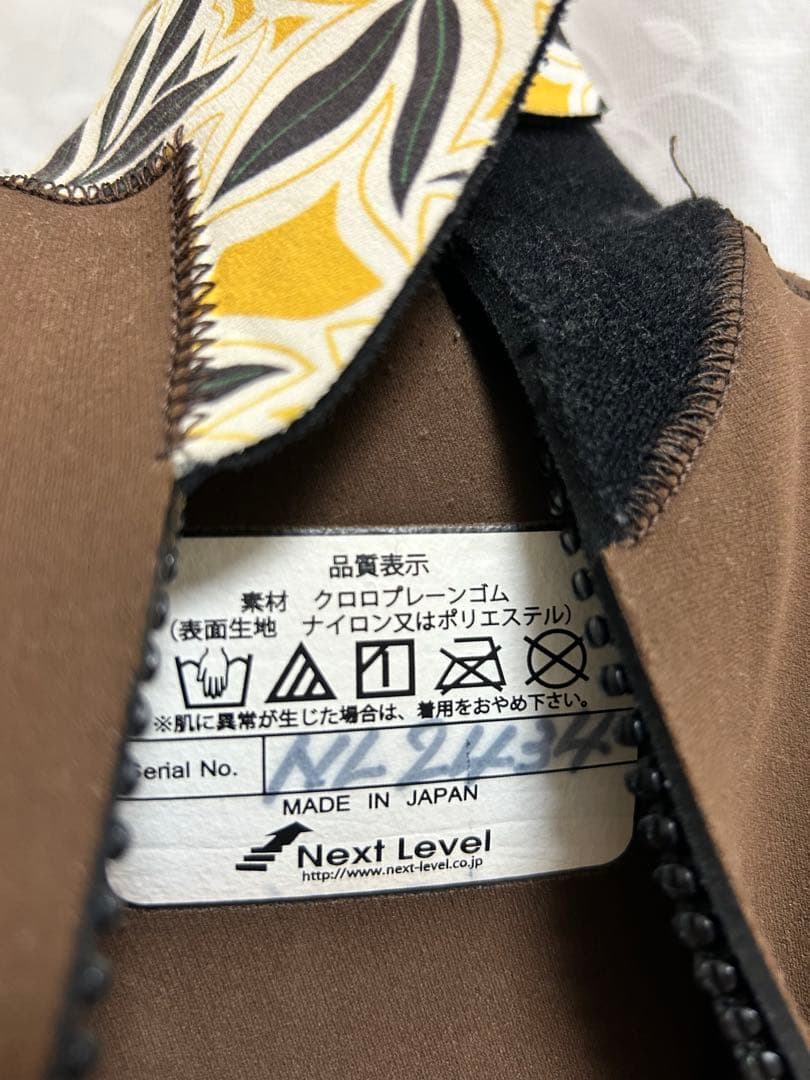 品質表示
素材　クロロプレーンゴム
（表面生地　ナイロン又はポリエステル）
※肌に異常が生じた場合は、着用をおやめ下さい。
Serial No.
MADE IN JAPAN
Next Level
http://www.next-level.co.jp